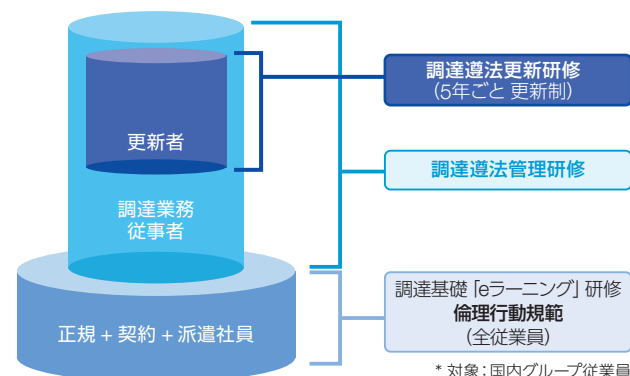 調達遵法更新研修
(5年ごと 更新制)
更新者
調達遵法管理研修
調達業務
従事者
調達基礎「eラーニング」研修
倫理行動規範
(全従業員)
正規 + 契約 + 派遣社員
* 対象：国内グループ従業員